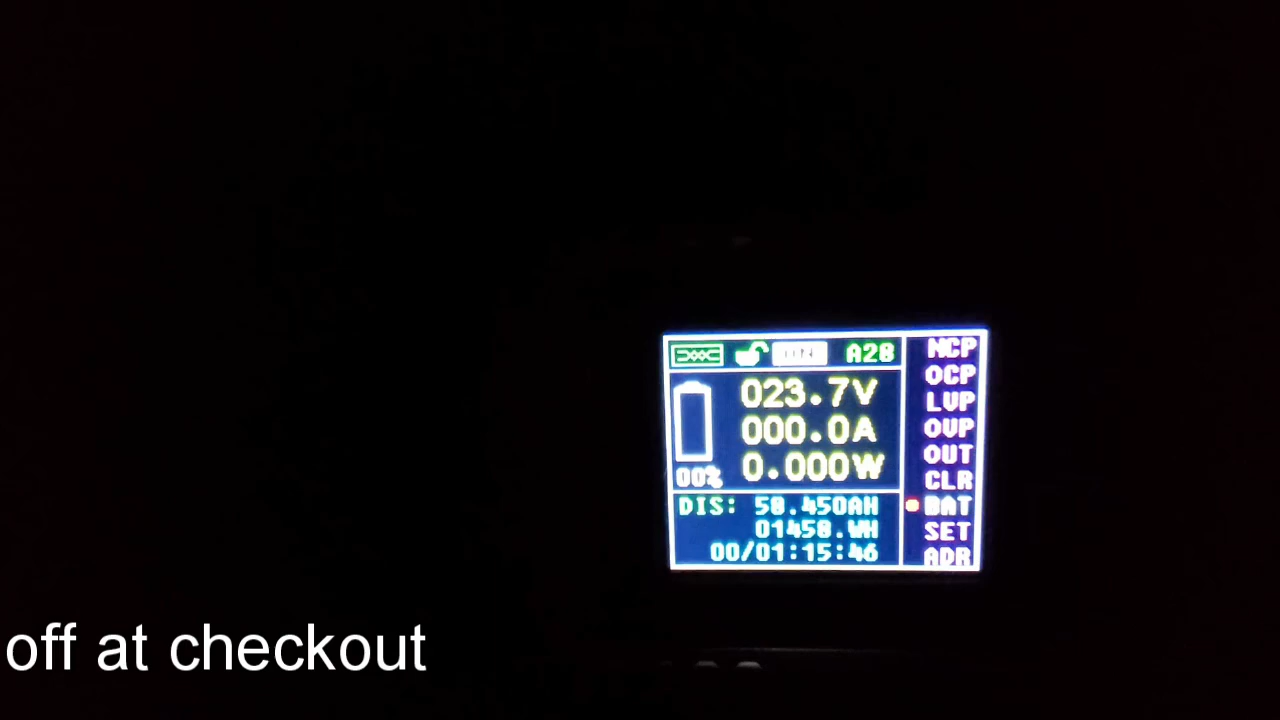 A2B
023.7V
000.0A
0.000W
00%
DIS: 58.450AH
01458.WH
00/01:15:46
NCP
OCP
LVP
OVP
OUT
CLR
BAT
SET
ADR
off at checkout